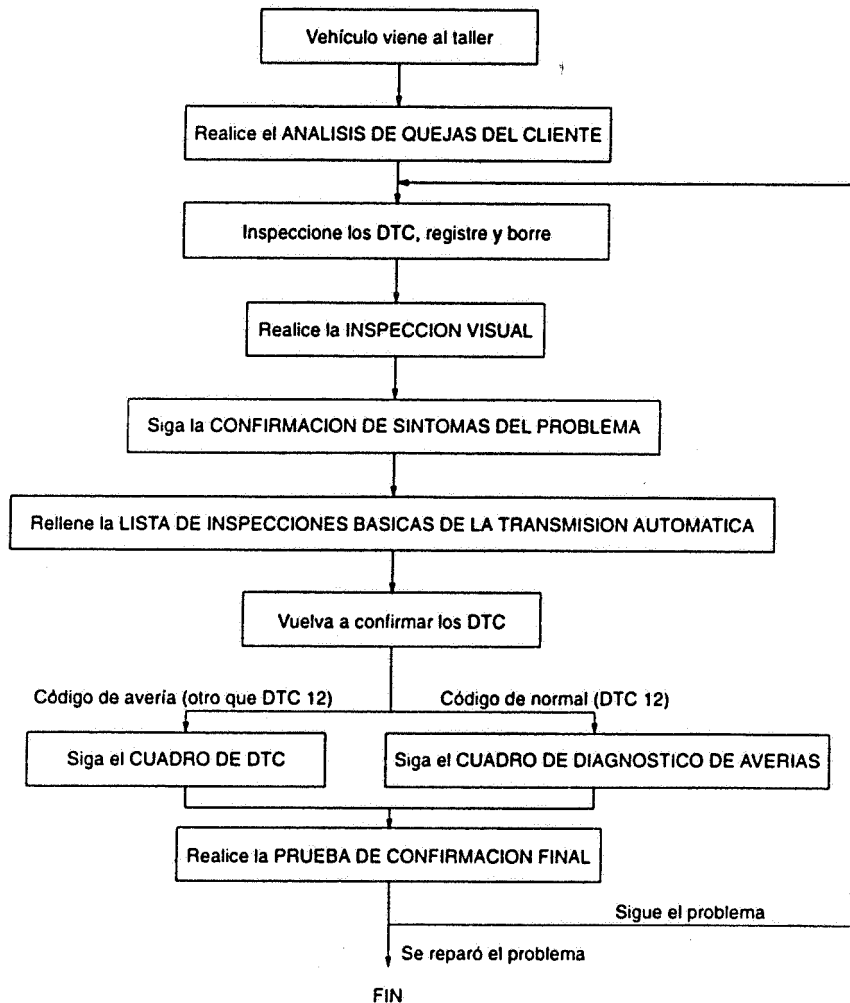 Vehículo viene al taller
Realice el ANALISIS DE QUEJAS DEL CLIENTE
Inspeccione los DTC, registre y borre
Realice la INSPECCION VISUAL
Siga la CONFIRMACION DE SINTOMAS DEL PROBLEMA
Rellene la LISTA DE INSPECCIONES BASICAS DE LA TRANSMISION AUTOMATICA
Vuelva a confirmar los DTC
Código de avería (otro que DTC 12)
Código de normal (DTC 12)
Siga el CUADRO DE DTC
Siga el CUADRO DE DIAGNOSTICO DE AVERIAS
Realice la PRUEBA DE CONFIRMACION FINAL
Sigue el problema
Se reparó el problema
FIN